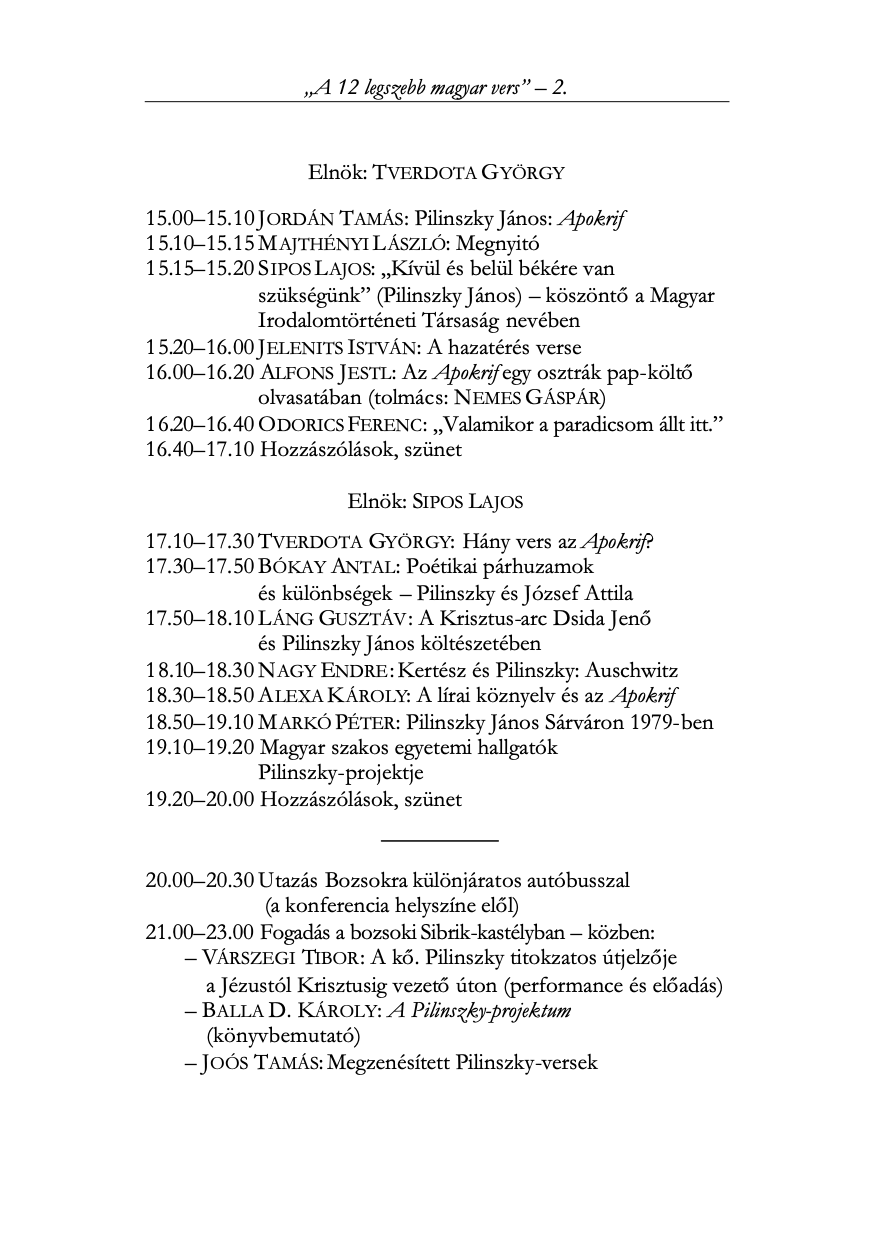 „A 12 legszebb magyar vers” – 2.
Elnök: TVERDOTA GYÖRGY
15.00–15.10 JORDÁN TAMÁS: Pilinszky János: Apokrif
15.10–15.15 MAJTHÉNYI LÁSZLÓ: Megnyitó
15.15–15.20 SIPOS LAJOS: „Kívül és belül békére van
szükségünk” (Pilinszky János) – köszöntő a Magyar
Irodalomtörténeti Társaság nevében
15.20–16.00 JELENITS ISTVÁN: A hazatérés verse
16.00–16.20 ALFONS JESTL: Az Apokrif egy osztrák pap-költő
olvasatában (tolmács: NEMES GÁSPÁR)
16.20–16.40 ODORICS FERENC: „Valamikor a paradicsom állt itt.”
16.40–17.10 Hozzászólások, szünet
Elnök: SIPOS LAJOS
17.10–17.30 TVERDOTA GYÖRGY: Hány vers az Apokrif?
17.30–17.50 BÓKAY ANTAL: Poétikai párhuzamok
és különbségek – Pilinszky és József Attila
17.50–18.10 LÁNG GUSZTÁV: A Krisztus-arc Dsida Jenő
és Pilinszky János költészetében
18.10–18.30 NAGY ENDRE: Kertész és Pilinszky: Auschwitz
18.30–18.50 ALEXA KÁROLY: A lírai köznyelv és az Apokrif
18.50–19.10 MARKÓ PÉTER: Pilinszky János Sárváron 1979-ben
19.10–19.20 Magyar szakos egyetemi hallgatók
Pilinszky-projektje
19.20–20.00 Hozzászólások, szünet
20.00–20.30 Utazás Bozsokra különjáratos autóbusszal
(a konferencia helyszíne elől)
21.00–23.00 Fogadás a bozsoki Sibrik-kastélyban – közben:
– VÁRSZEGI TIBOR: A kő. Pilinszky titokzatos útjelzője
a Jézustól Krisztusig vezető úton (performance és előadás)
– BALLA D. KÁROLY: A Pilinszky-projektum
(könyvbemutató)
– JOÓS TAMÁS: Megzenésített Pilinszky-versek